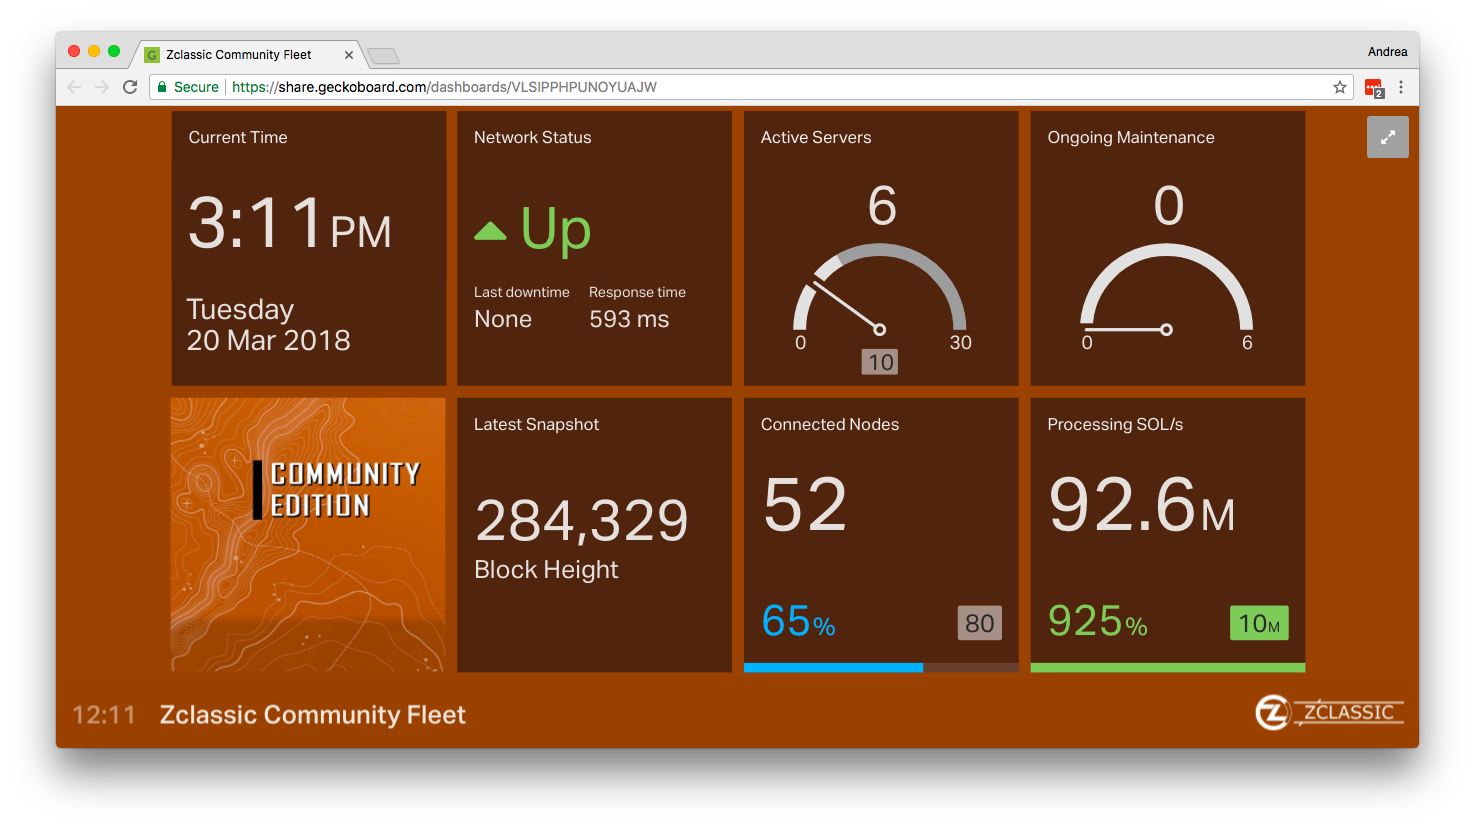 Zclassic Community Fleet
Andrea
Secure https://share.geckoboard.com/dashboards/VLSIPPHPUNOYUAJW
2
Current Time
3:11 PM
Tuesday
20 Mar 2018
Network Status
Up
Last downtime Response time
None 593 ms
Active Servers
6
0 30
10
Ongoing Maintenance
0
0 6
COMMUNITY
EDITION
Latest Snapshot
284,329
Block Height
Connected Nodes
52
65% 80
Processing SOL/s
92.6M
925% 10M
12:11 Zclassic Community Fleet
ZCLASSIC